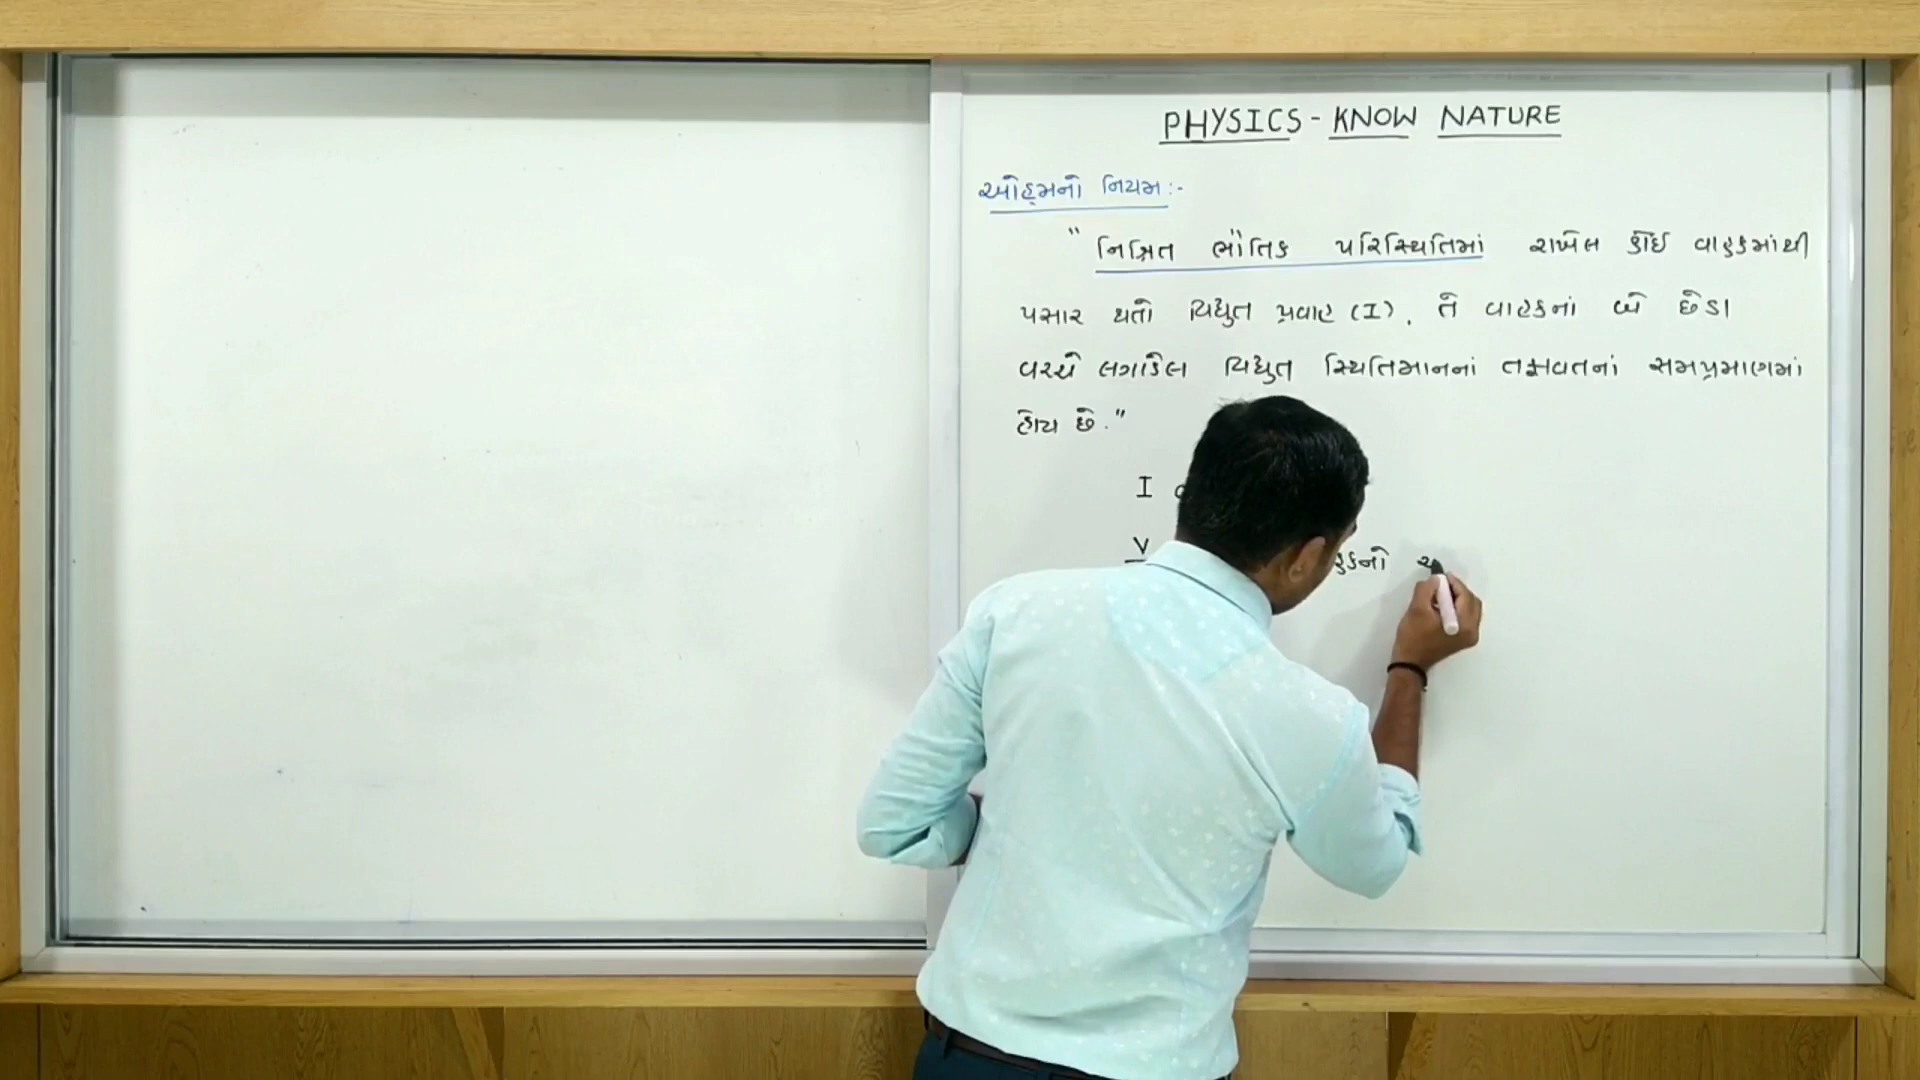 PHYSICS - KNOW NATURE
ઓહ્મનો નિયમ :-
" નિશ્ચિત ભૌતિક પરિસ્થિતિમાં રાખેલ કોઈ વાહકમાંથી
પસાર થતો વિદ્યુત પ્રવાહ (I), તે વાહકનાં બે છેડા
વચ્ચે લગાડેલ વિદ્યુત સ્થિતિમાનનાં તફાવતનાં સમપ્રમાણમાં
હોય છે."
I
V